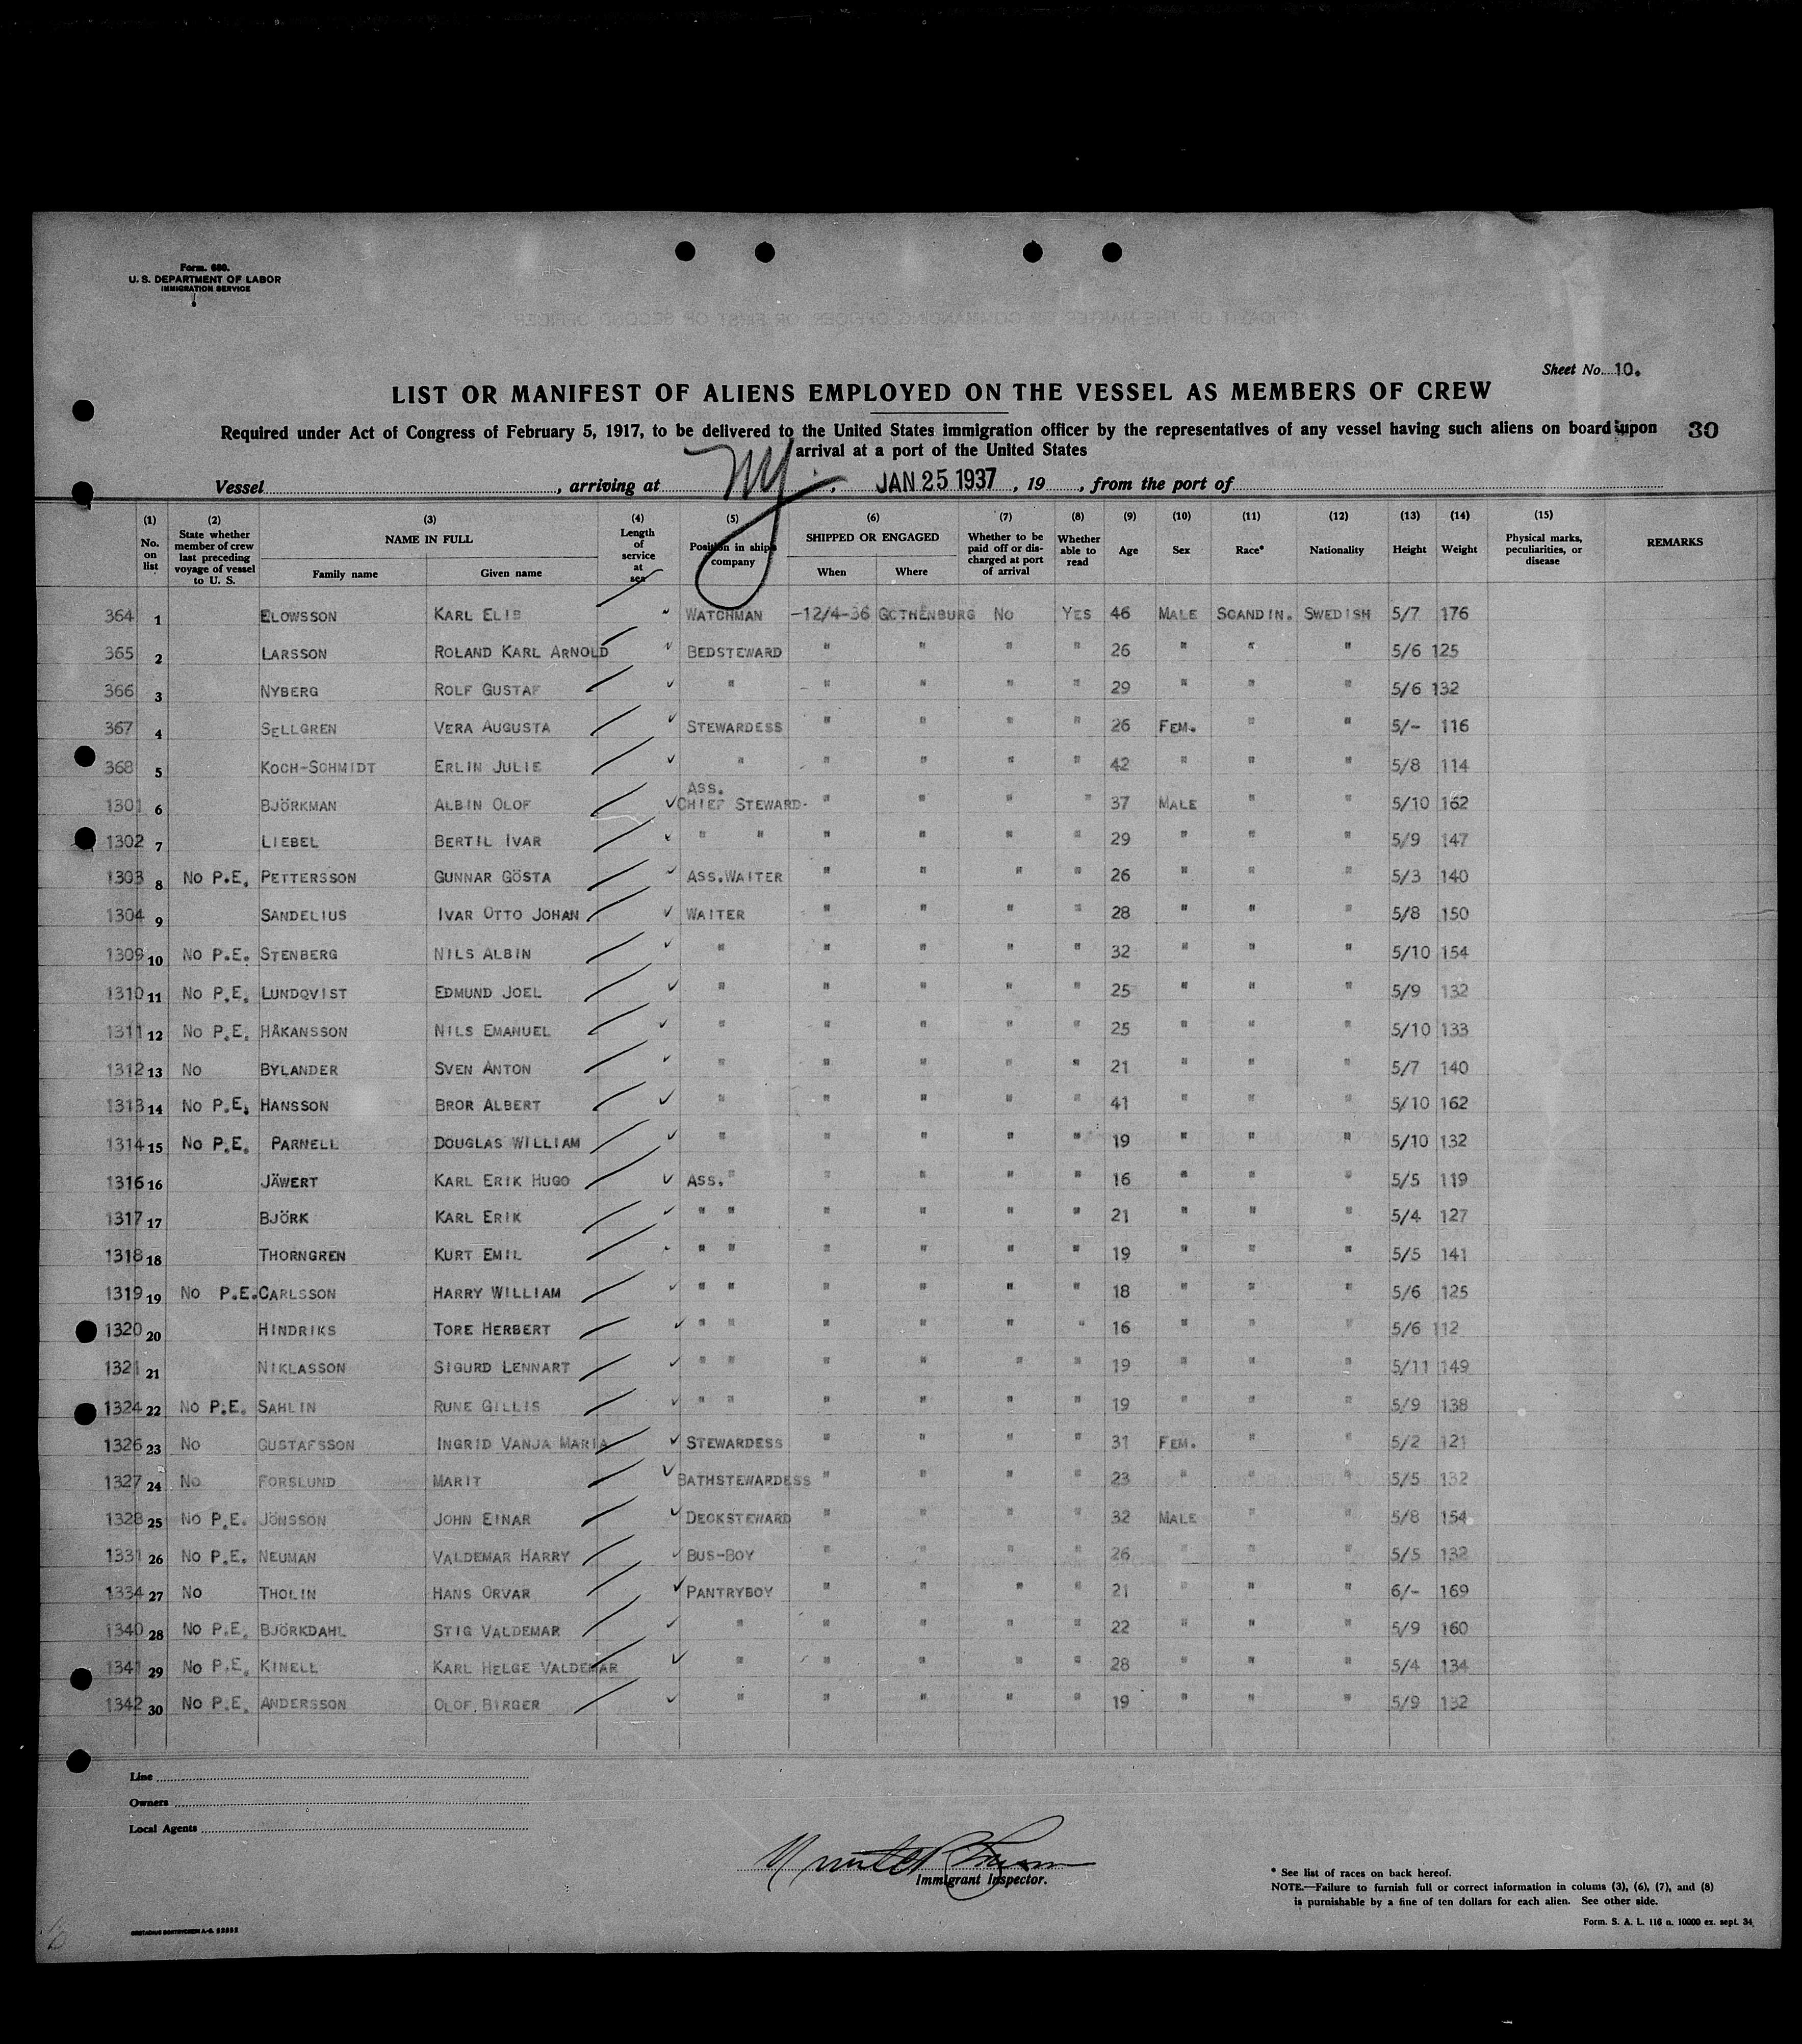 Form. 680.
U. S. DEPARTMENT OF LABOR
IMMIGRATION SERVICE
Sheet No. 10.
LIST OR MANIFEST OF ALIENS EMPLOYED ON THE VESSEL AS MEMBERS OF CREW
Required under Act of Congress of February 5, 1917, to be delivered to the United States immigration officer by the representatives of any vessel having such aliens on board upon 30
arrival at a port of the United States
Vessel , arriving at NY , JAN 25 1937 , 19 , from the port of
(1) No. on list (2) State whether member of crew last preceding voyage of vessel to U. S. (3) NAME IN FULL Family name Given name (4) Length of service at sea (5) Position in ship's company (6) SHIPPED OR ENGAGED When Where (7) Whether to be paid off or discharged at port of arrival (8) Whether able to read (9) Age (10) Sex (11) Race* (12) Nationality (13) Height (14) Weight (15) Physical marks, peculiarities, or disease REMARKS
364 1 ELOWSSON KARL ELIS WATCHMAN -12/4-36 GOTHENBURG NO YES 46 MALE SCANDIN. SWEDISH 5/7 176
365 2 LARSSON ROLAND KARL ARNOLD BEDSTEWARD " " " " 26 " " " 5/6 125
366 3 NYBERG ROLF GUSTAF " " " " " 29 " " " 5/6 132
367 4 SELLGREN VERA AUGUSTA STEWARDESS " " " " 26 FEM. " " 5/- 116
368 5 KOCH-SCHMIDT ERLIN JULIE " " " " " 42 " " " 5/8 114
1301 6 BJÖRKMAN ALBIN OLOF ASS. CHIEF STEWARD- " " " " 37 MALE " " 5/10 162
1302 7 LIEBEL BERTIL IVAR " " " " " " 29 " " " 5/9 147
1303 8 NO P.E. PETTERSSON GUNNAR GÖSTA ASS.WAITER " " " " 26 " " " 5/3 140
1304 9 SANDELIUS IVAR OTTO JOHAN WAITER " " " " 28 " " " 5/8 150
1309 10 NO P.E. STENBERG NILS ALBIN " " " " " 32 " " " 5/10 154
1310 11 NO P.E. LUNDQVIST EDMUND JOEL " " " " " 25 " " " 5/9 132
1311 12 NO P.E. HÅKANSSON NILS EMANUEL " " " " " 25 " " " 5/10 133
1312 13 NO BYLANDER SVEN ANTON " " " " " 21 " " " 5/7 140
1313 14 NO P.E. HANSSON BROR ALBERT " " " " " 41 " " " 5/10 162
1314 15 NO P.E. PARNELL DOUGLAS WILLIAM " " " " " 19 " " " 5/10 132
1316 16 JÄWERT KARL ERIK HUGO ASS. " " " " " 16 " " " 5/5 119
1317 17 BJÖRK KARL ERIK " " " " " " 21 " " " 5/4 127
1318 18 THORNGREN KURT EMIL " " " " " " 19 " " " 5/5 141
1319 19 NO P.E. CARLSSON HARRY WILLIAM " " " " " " 18 " " " 5/6 125
1320 20 HINDRIKS TORE HERBERT " " " " " " 16 " " " 5/6 112
1321 21 NIKLASSON SIGURD LENNART " " " " " " 19 " " " 5/11 149
1324 22 NO P.E. SAHLIN RUNE GILLIS " " " " " " 19 " " " 5/9 138
1326 23 NO GUSTAFSSON INGRID VANJA MARIA STEWARDESS " " " " 31 FEM. " " 5/2 121
1327 24 NO FORSLUND MARIT BATHSTEWARDESS " " " " 23 " " " 5/5 132
1328 25 NO P.E. JÖNSSON JOHN EINAR DECKSTEWARD " " " " 32 MALE " " 5/8 154
1331 26 NO P.E. NEUMAN VALDEMAR HARRY BUS-BOY " " " " 26 " " " 5/5 132
1334 27 NO THOLIN HANS ORVAR PANTRYBOY " " " " 21 " " " 6/- 169
1340 28 NO P.E. BJÖRKDAHL STIG VALDEMAR " " " " " 22 " " " 5/9 160
1341 29 NO P.E. KINELL KARL HELGE VALDEMAR " " " " " 28 " " " 5/4 134
1342 30 NO P.E. ANDERSSON OLOF BIRGER " " " " " 19 " " " 5/9 132
Line
Owners
Local Agents
Immigrant Inspector.
* See list of races on back hereof.
NOTE.—Failure to furnish full or correct information in colums (3), (6), (7), and (8)
is purnishable by a fine of ten dollars for each alien. See other side.
Form. S. A. L. 116 n. 10000 ex. sept. 34